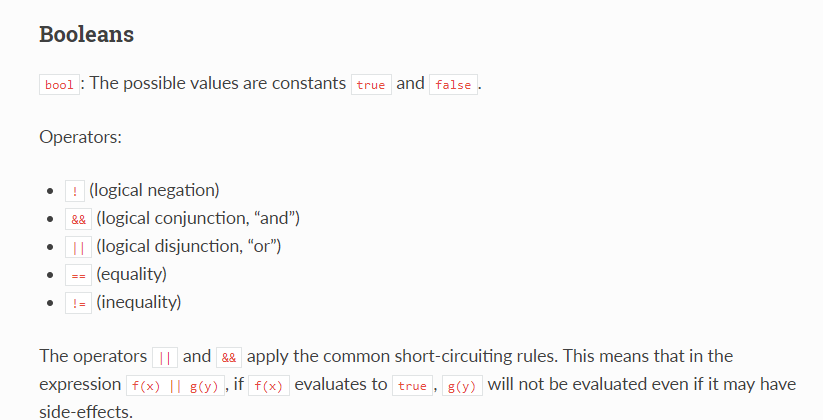 Booleans
bool: The possible values are constants true and false.
Operators:
• ! (logical negation)
• && (logical conjunction, “and”)
• || (logical disjunction, “or”)
• == (equality)
• != (inequality)
The operators || and && apply the common short-circuiting rules. This means that in the
expression f(x) || g(y), if f(x) evaluates to true, g(y) will not be evaluated even if it may have
side-effects.